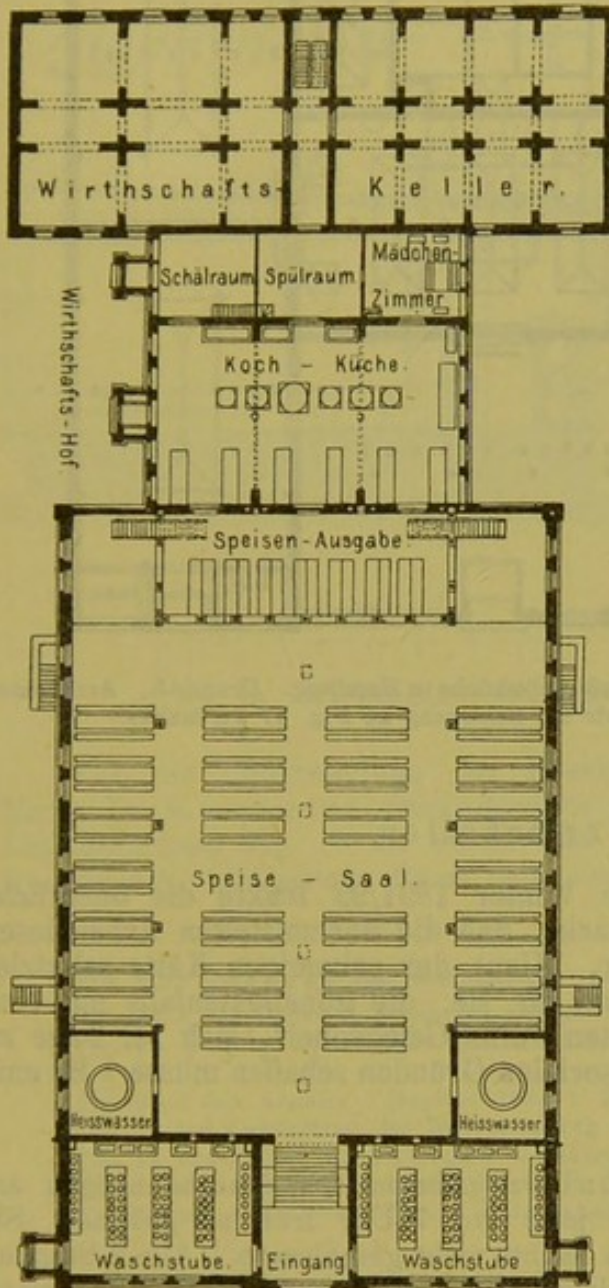 Wirthschafts-Keller.
Schälraum
Spülraum
Mädchen-
Zimmer
Wirthschafts-Hof
Koch-Küche.
Speisen-Ausgabe.
Speise-Saal.
Heisswasser
Heisswasser
Waschstube.
Eingang
Waschstube